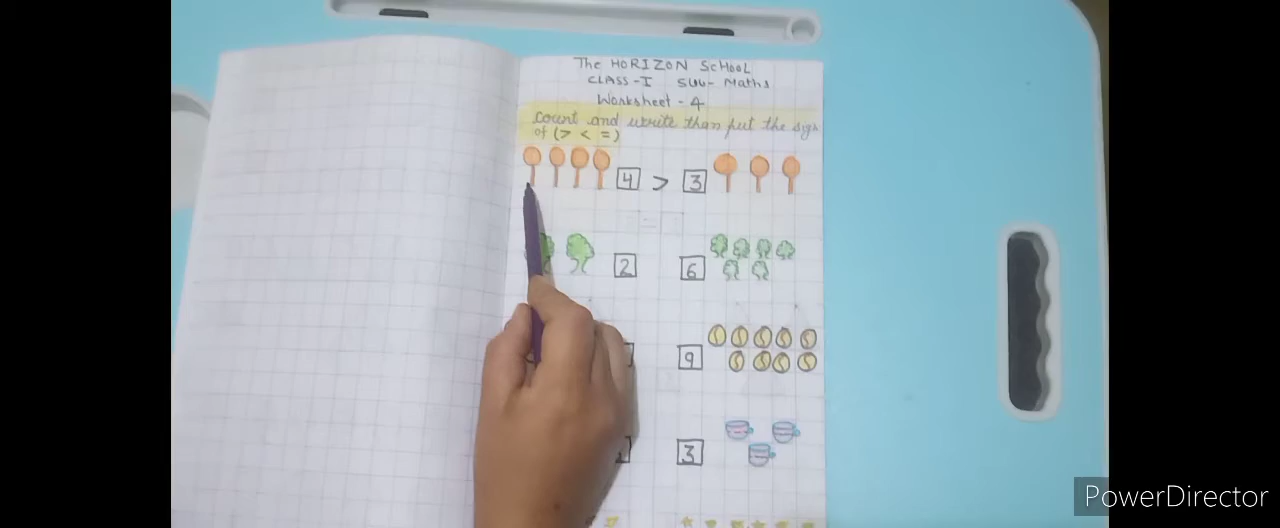 The HORIZON SCHOOL
CLASS-I SUB- Maths
Worksheet - 4
count and write than put the sign
of (> < =)
4 > 3
2 6
9
3
PowerDirector